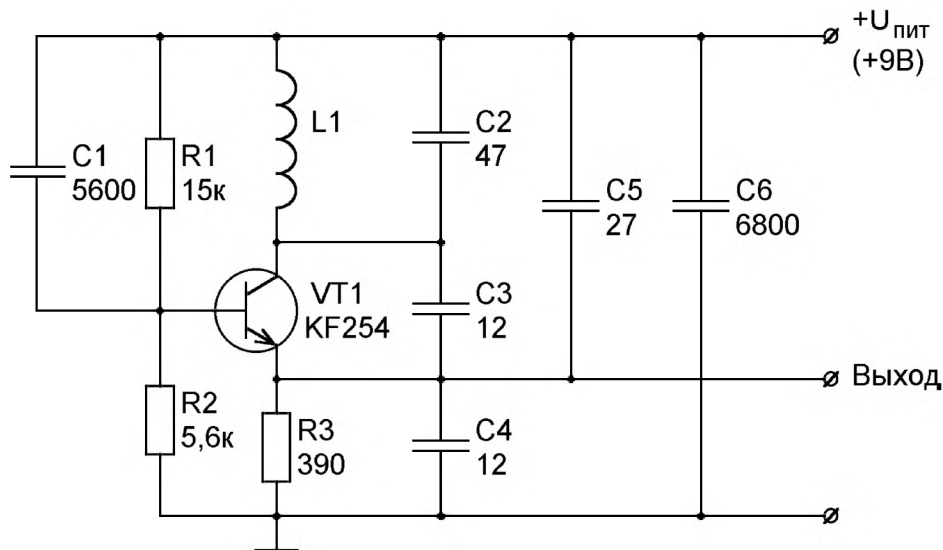 +Uпит
(+9В)
C1
5600
R1
15к
L1
C2
47
C5
27
C6
6800
VT1
KF254
C3
12
Выход
R2
5,6к
R3
390
C4
12